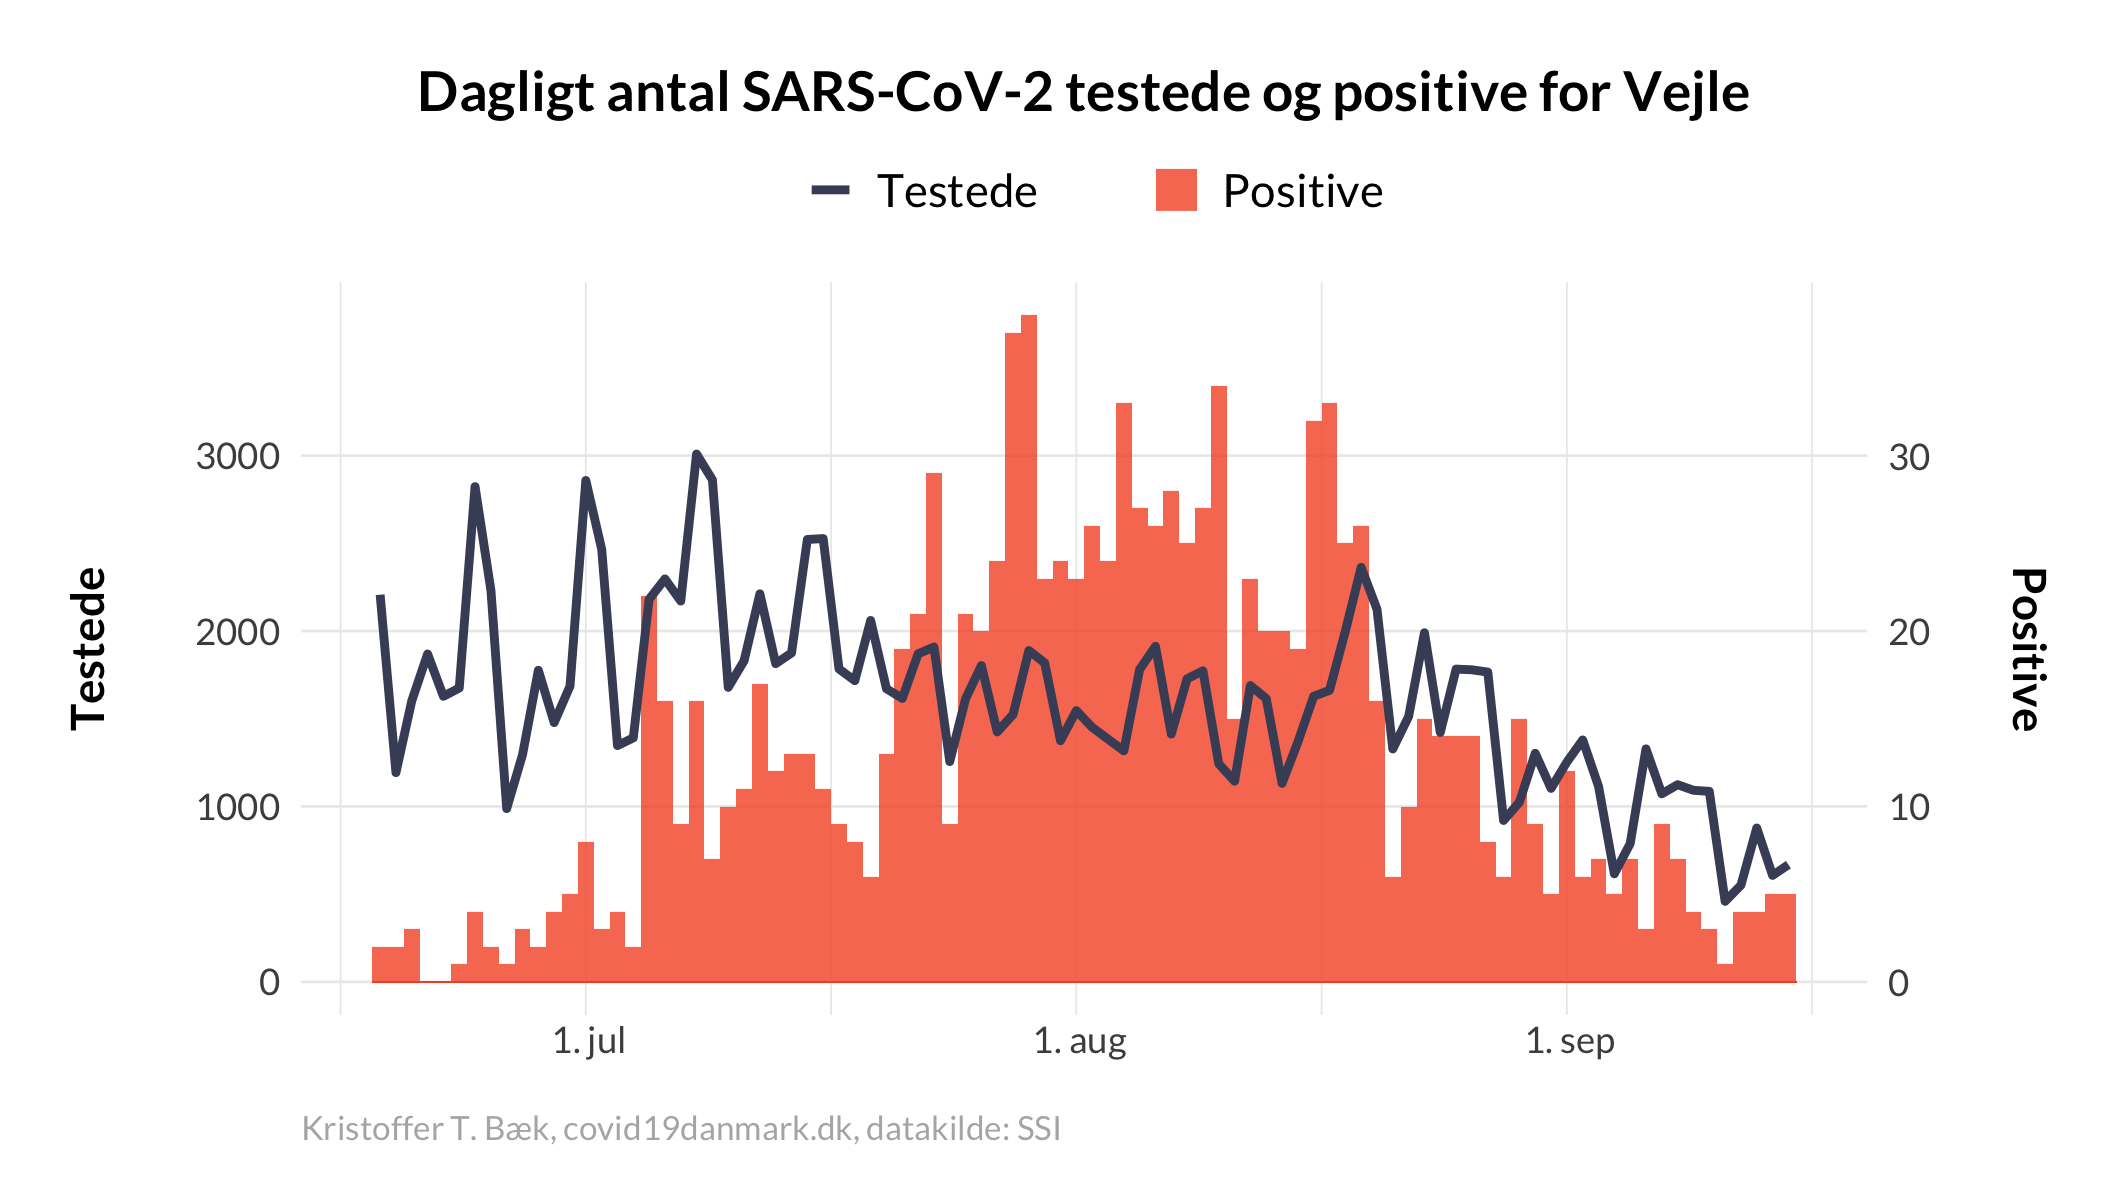 Dagligt antal SARS-CoV-2 testede og positive for Vejle
Testede
Positive
Testede
3000
2000
1000
0
30
20
10
0
Positive
1. jul
1. aug
1. sep
Kristoffer T. Bæk, covid19danmark.dk, datakilde: SSI